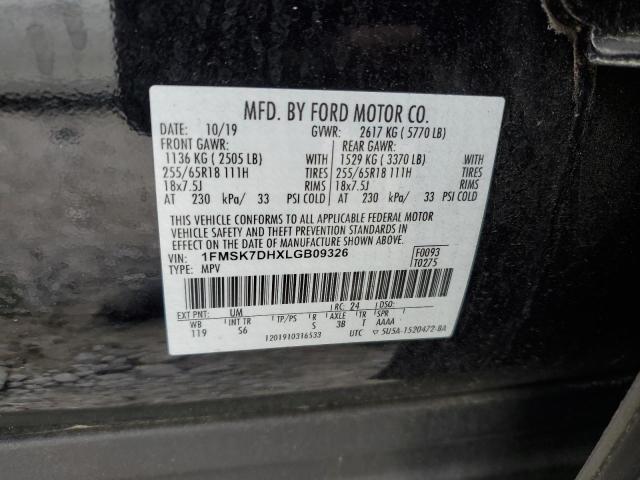 MFD. BY FORD MOTOR CO.
DATE: 10/19 GVWR: 2617 KG ( 5770 LB)
FRONT GAWR: REAR GAWR:
1136 KG ( 2505 LB) WITH 1529 KG ( 3370 LB) WITH
255/65R18 111H TIRES 255/65R18 111H TIRES
18x7.5J RIMS 18x7.5J RIMS
AT 230 kPa/ 33 PSI COLD AT 230 kPa/ 33 PSI COLD
THIS VEHICLE CONFORMS TO ALL APPLICABLE FEDERAL MOTOR
VEHICLE SAFETY AND THEFT PREVENTION STANDARDS
IN EFFECT ON THE DATE OF MANUFACTURE SHOWN ABOVE.
VIN: 1FMSK7DHXLGB09326 F0093
TYPE: MPV T0275
EXT PNT: UM RC: 24 DSO:
WB INT TR TP/PS R AXLE TR SPR
119 S6 S 3B T AAAA
1201910316533 UTC 5U5A-1520472-BA